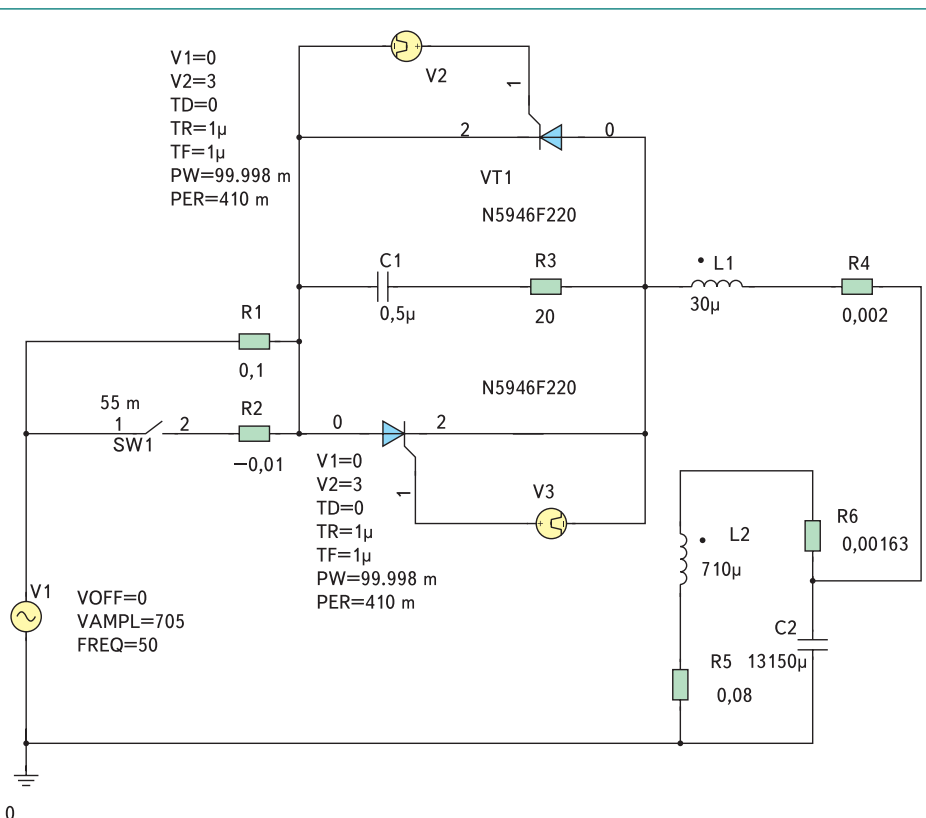 V1=0
V2=3
TD=0
TR=1µ
TF=1µ
PW=99.998 m
PER=410 m
V2
1
2
0
VT1
N5946F220
C1
0,5µ
R3
20
L1
30µ
R4
0,002
R1
0,1
N5946F220
55 m
1
2
SW1
R2
−0,01
0
2
1
V1=0
V2=3
TD=0
TR=1µ
TF=1µ
PW=99.998 m
PER=410 m
V3
L2
710µ
R6
0,00163
V1
VOFF=0
VAMPL=705
FREQ=50
C2
13150µ
R5
0,08
0